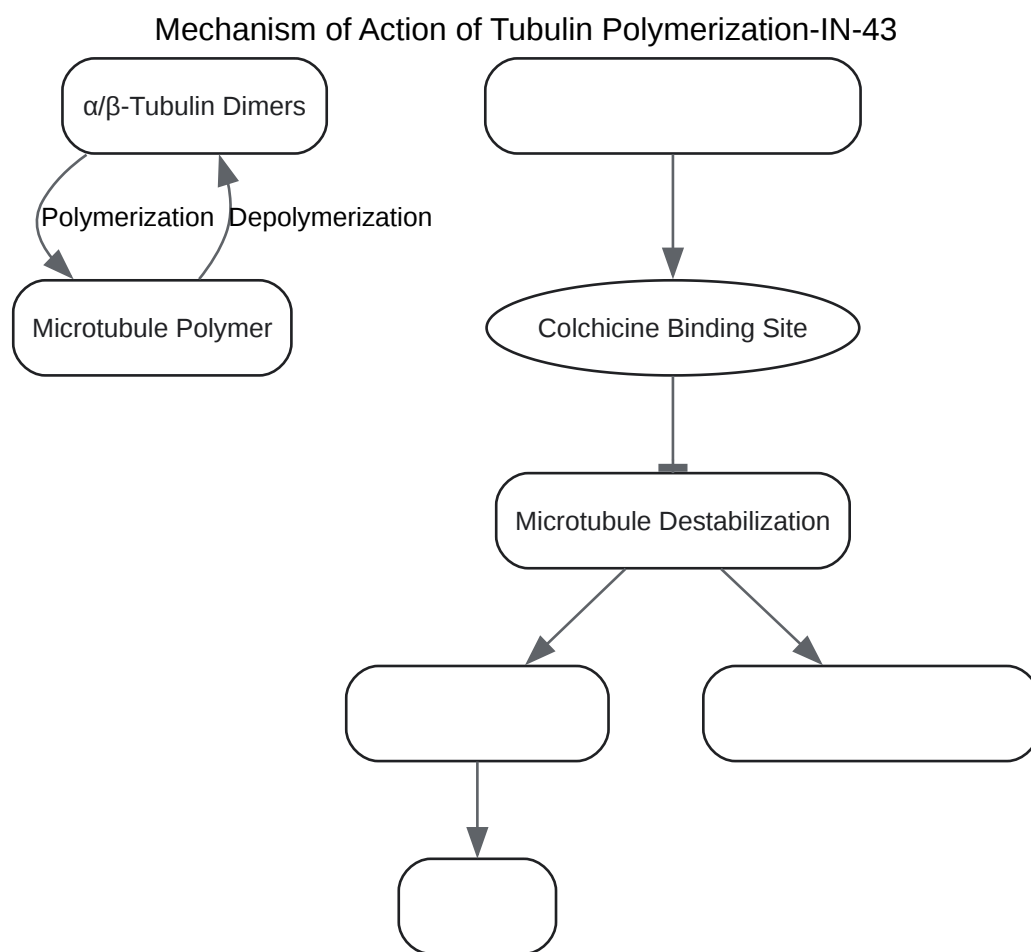 Mechanism of Action of Tubulin Polymerization-IN-43
α/β-Tubulin Dimers
Polymerization
Depolymerization
Microtubule Polymer
Colchicine Binding Site
Microtubule Destabilization